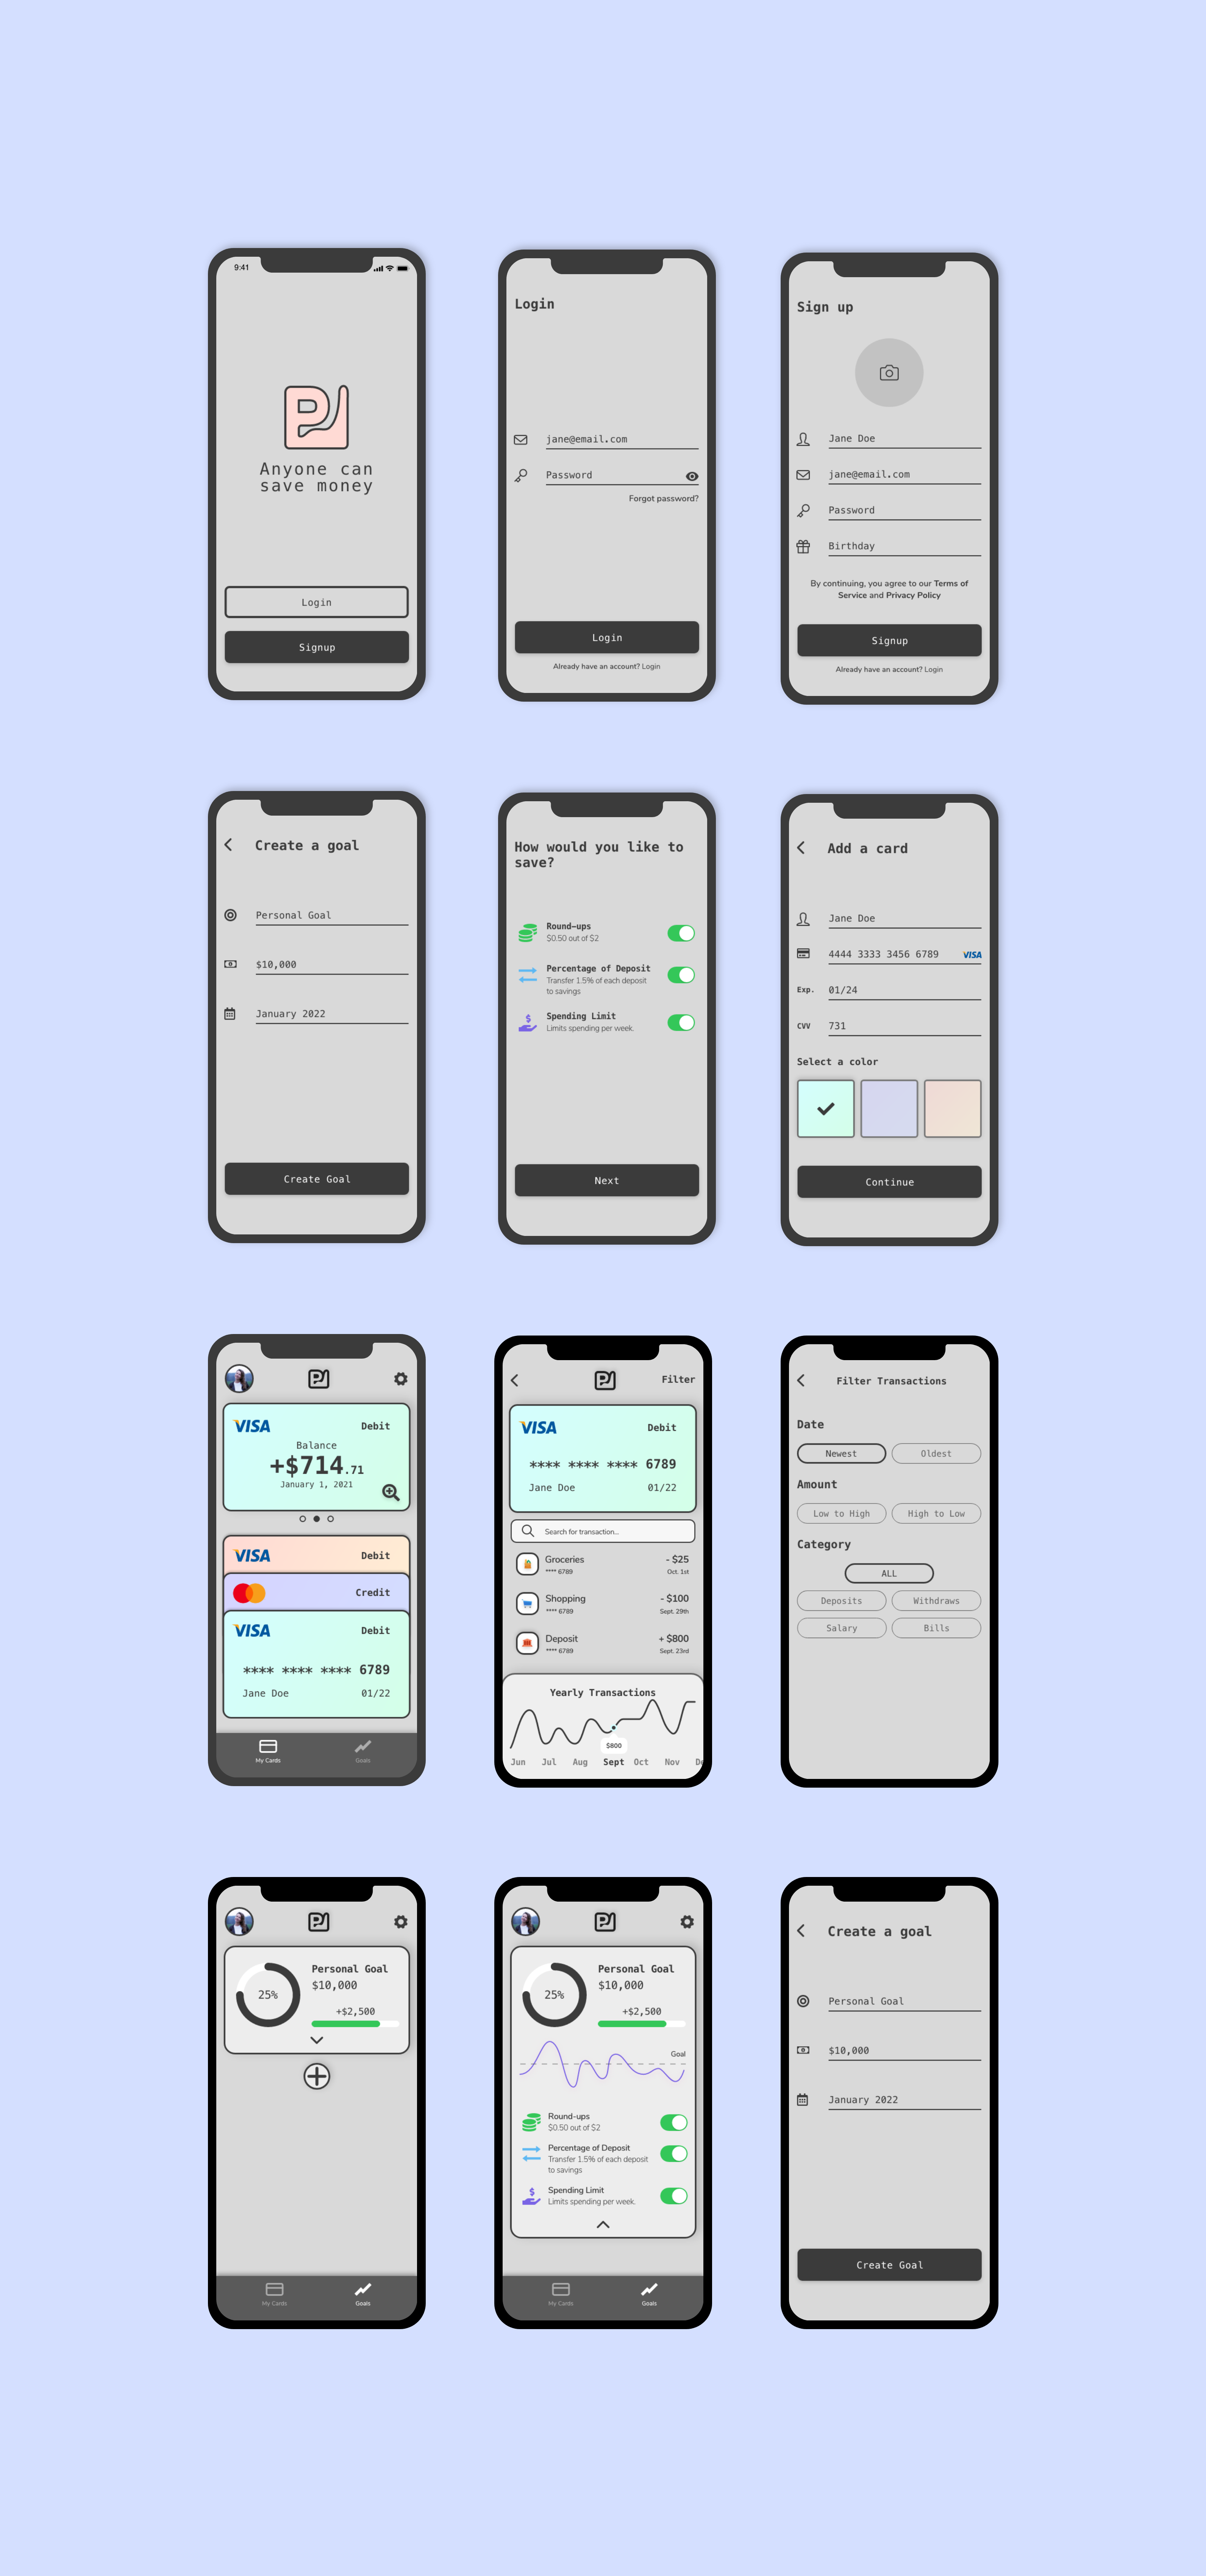 9:41
Anyone can
save money
Login
Signup
Login
jane@email.com
Password
Forgot password?
Login
Already have an account? Login
Sign up
Jane Doe
jane@email.com
Password
Birthday
By continuing, you agree to our Terms of
Service and Privacy Policy
Signup
Already have an account? Login
Create a goal
Personal Goal
$10,000
January 2022
Create Goal
How would you like to
save?
Round-ups
$0.50 out of $2
Percentage of Deposit
Transfer 1.5% of each deposit
to savings
Spending Limit
Limits spending per week.
Next
Add a card
Jane Doe
4444 3333 3456 6789 VISA
Exp. 01/24
CVV 731
Select a color
Continue
PJ
VISA Debit
Balance
+$714.71
January 1, 2021
VISA Debit
Credit
VISA Debit
**** **** **** 6789
Jane Doe 01/22
My Cards Goals
PJ Filter
VISA Debit
**** **** **** 6789
Jane Doe 01/22
Search for transaction...
Groceries - $25
**** 6789 Oct. 1st
Shopping - $100
**** 6789 Sept. 29th
Deposit + $800
**** 6789 Sept. 23rd
Yearly Transactions
$800
Jun Jul Aug Sept Oct Nov De
Filter Transactions
Date
Newest Oldest
Amount
Low to High High to Low
Category
ALL
Deposits Withdraws
Salary Bills
PJ
25%
Personal Goal
$10,000
+$2,500
My Cards Goals
PJ
25%
Personal Goal
$10,000
+$2,500
Goal
Round-ups
$0.50 out of $2
Percentage of Deposit
Transfer 1.5% of each deposit
to savings
Spending Limit
Limits spending per week.
My Cards Goals
Create a goal
Personal Goal
$10,000
January 2022
Create Goal